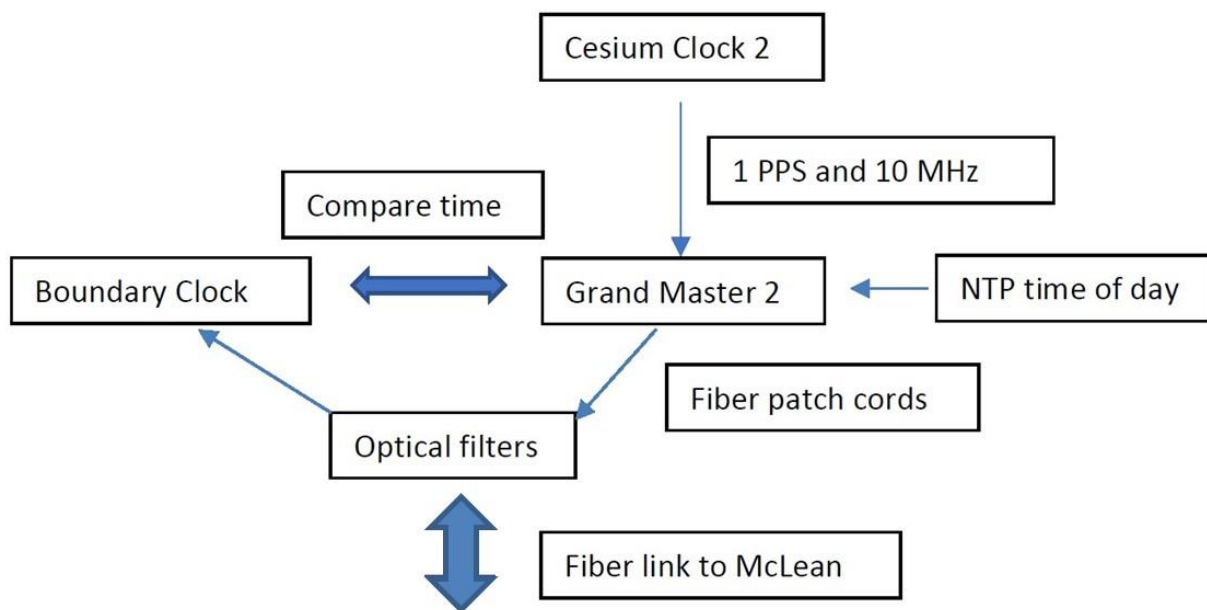 Cesium Clock 2
1 PPS and 10 MHz
Compare time
Boundary Clock
Grand Master 2
NTP time of day
Fiber patch cords
Optical filters
Fiber link to McLean